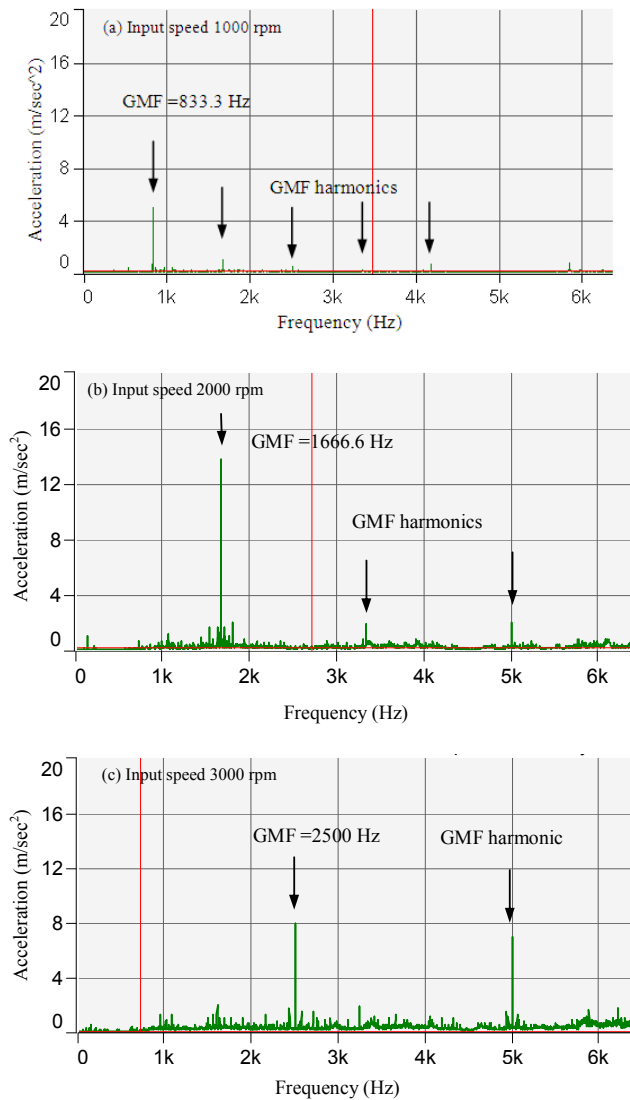 (a) Input speed 1000 rpm
20
16
12
8
4
0
Acceleration (m/sec^2)
GMF =833.3 Hz
GMF harmonics
0 1k 2k 3k 4k 5k 6k
Frequency (Hz)
(b) Input speed 2000 rpm
20
16
12
8
4
0
Acceleration (m/sec²)
GMF =1666.6 Hz
GMF harmonics
0 1k 2k 3k 4k 5k 6k
Frequency (Hz)
(c) Input speed 3000 rpm
20
16
12
8
4
0
Acceleration (m/sec²)
GMF =2500 Hz
GMF harmonic
0 1k 2k 3k 4k 5k 6k
Frequency (Hz)